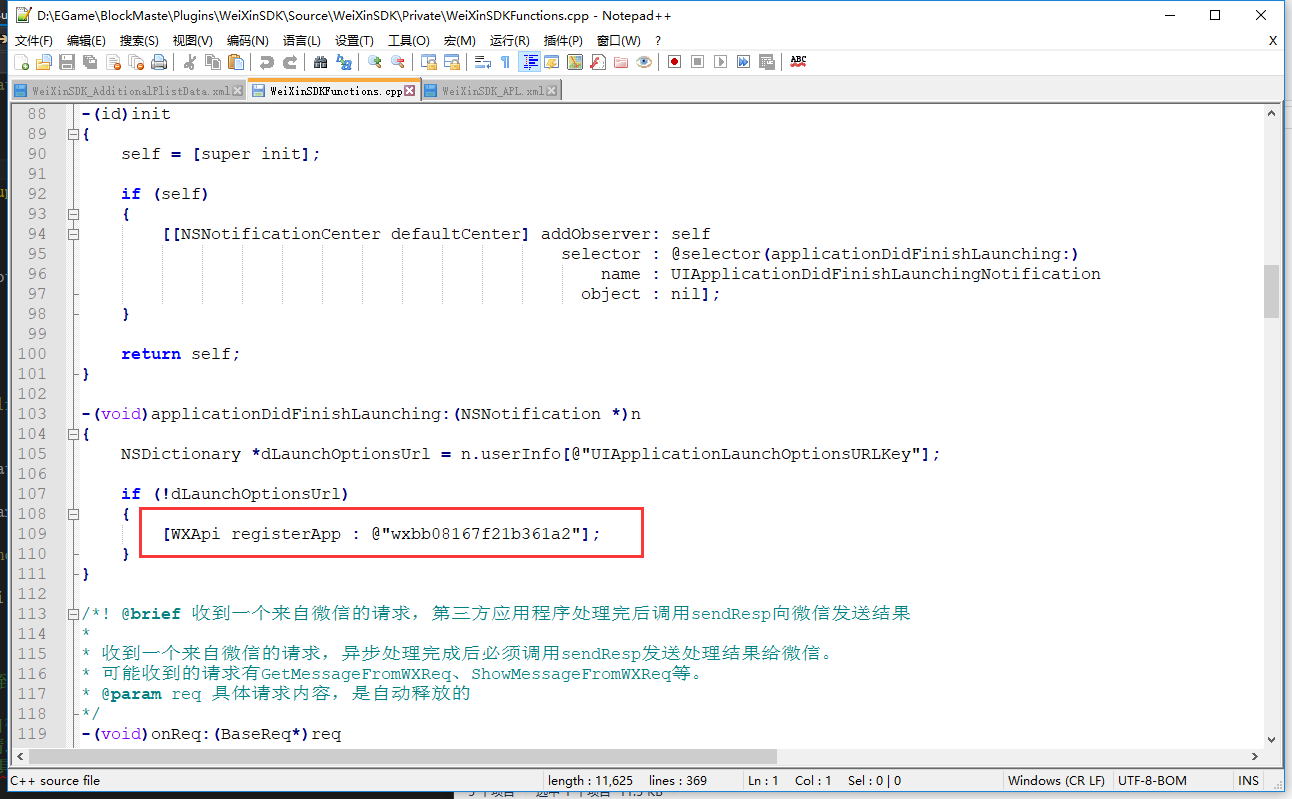 D:\EGame\BlockMaste\Plugins\WeiXinSDK\Source\WeiXinSDK\Private\WeiXinSDKFunctions.cpp - Notepad++
文件(F) 编辑(E) 搜索(S) 视图(V) 编码(N) 语言(L) 设置(T) 工具(O) 宏(M) 运行(R) 插件(P) 窗口(W) ? X
ABC
WeiXinSDK_AdditionalPlistData.xml WeiXinSDKFunctions.cpp WeiXinSDK_APL.xml
88 -(id)init
89 {
90 self = [super init];
91
92 if (self)
93 {
94 [[NSNotificationCenter defaultCenter] addObserver: self
95 selector : @selector(applicationDidFinishLaunching:)
96 name : UIApplicationDidFinishLaunchingNotification
97 object : nil];
98 }
99
100 return self;
101 }
102
103 -(void)applicationDidFinishLaunching:(NSNotification *)n
104 {
105 NSDictionary *dLaunchOptionsUrl = n.userInfo[@"UIApplicationLaunchOptionsURLKey"];
106
107 if (!dLaunchOptionsUrl)
108 {
109 [WXApi registerApp : @"wxbb08167f21b361a2"];
110 }
111 }
112
113 /*! @brief 收到一个来自微信的请求，第三方应用程序处理完后调用sendResp向微信发送结果
114 *
115 * 收到一个来自微信的请求，异步处理完成后必须调用sendResp发送处理结果给微信。
116 * 可能收到的请求有GetMessageFromWXReq、ShowMessageFromWXReq等。
117 * @param req 具体请求内容，是自动释放的
118 */
119 -(void)onReq:(BaseReq*)req
C++ source file length : 11,625 lines : 369 Ln : 1 Col : 1 Sel : 0 | 0 Windows (CR LF) UTF-8-BOM INS